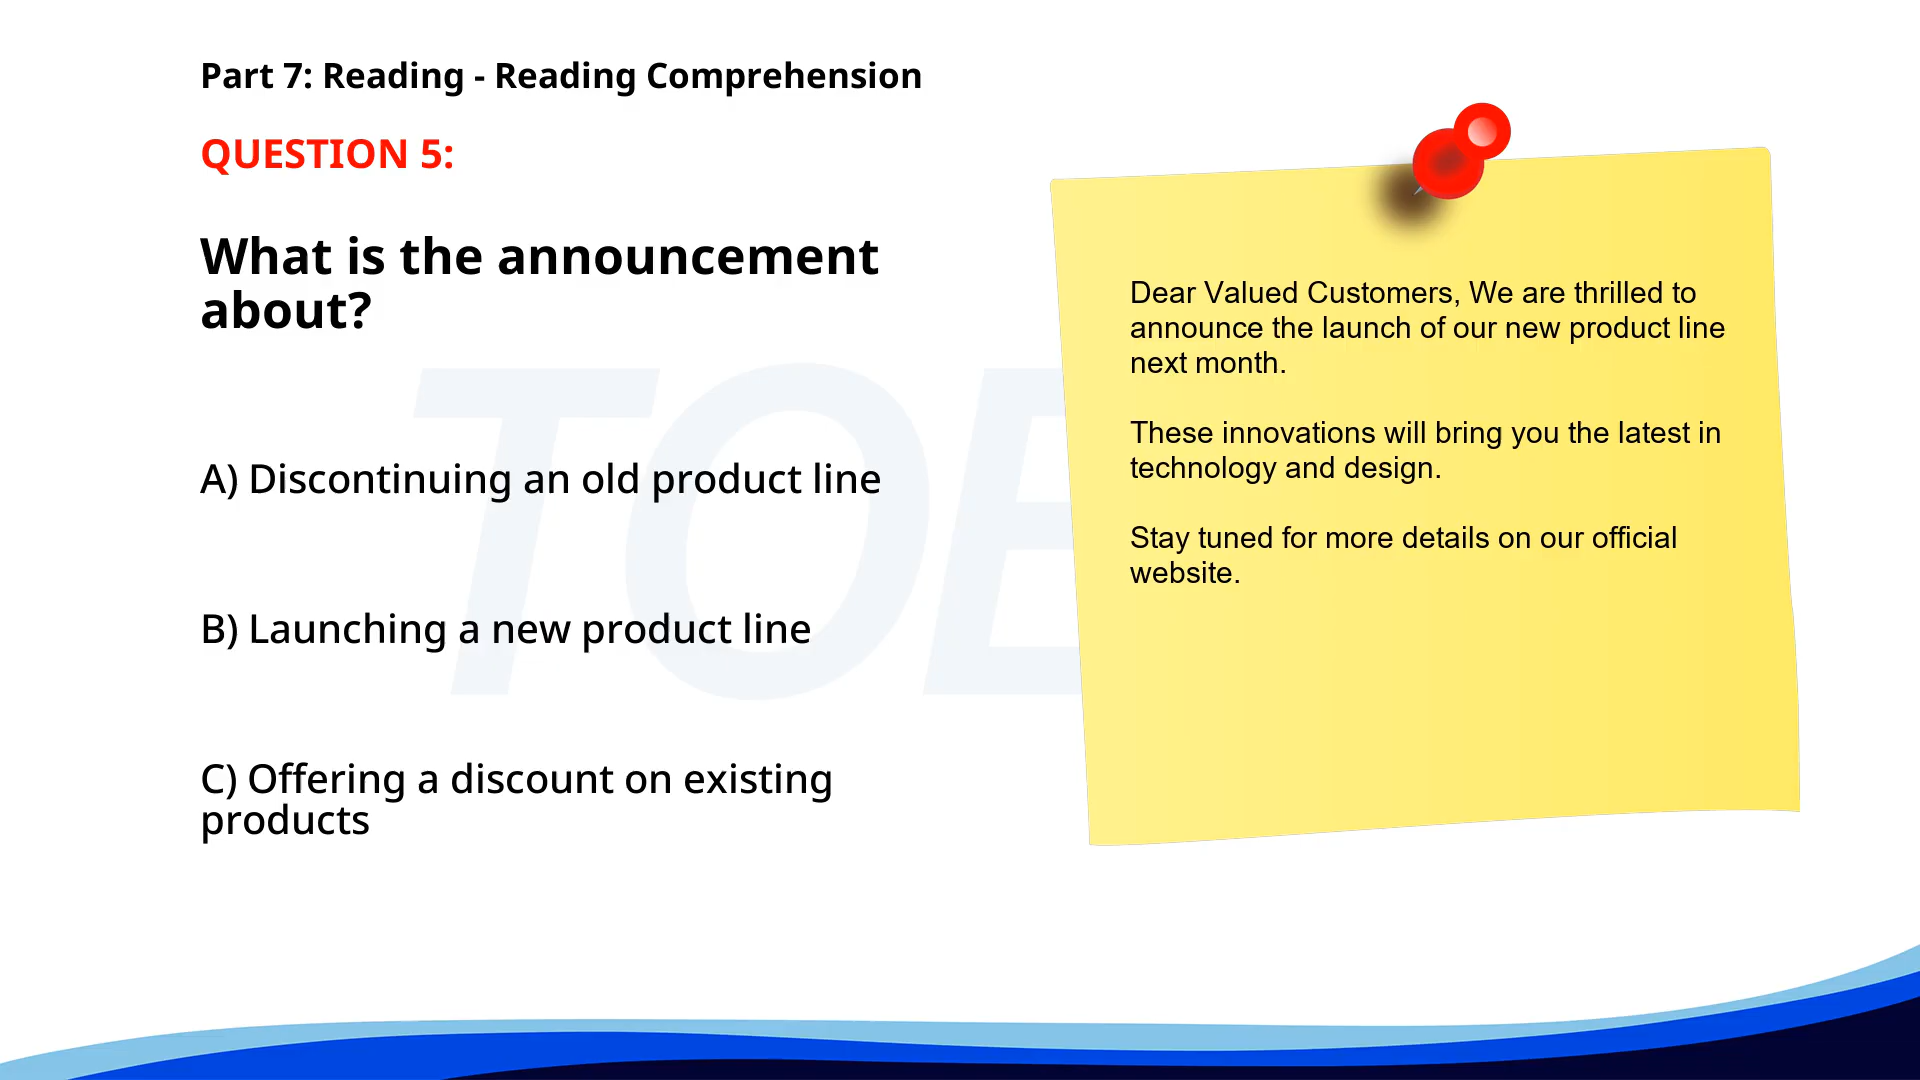 Part 7: Reading - Reading Comprehension
QUESTION 5:
What is the announcement
about?
A) Discontinuing an old product line
B) Launching a new product line
C) Offering a discount on existing
products
Dear Valued Customers, We are thrilled to
announce the launch of our new product line
next month.
These innovations will bring you the latest in
technology and design.
Stay tuned for more details on our official
website.